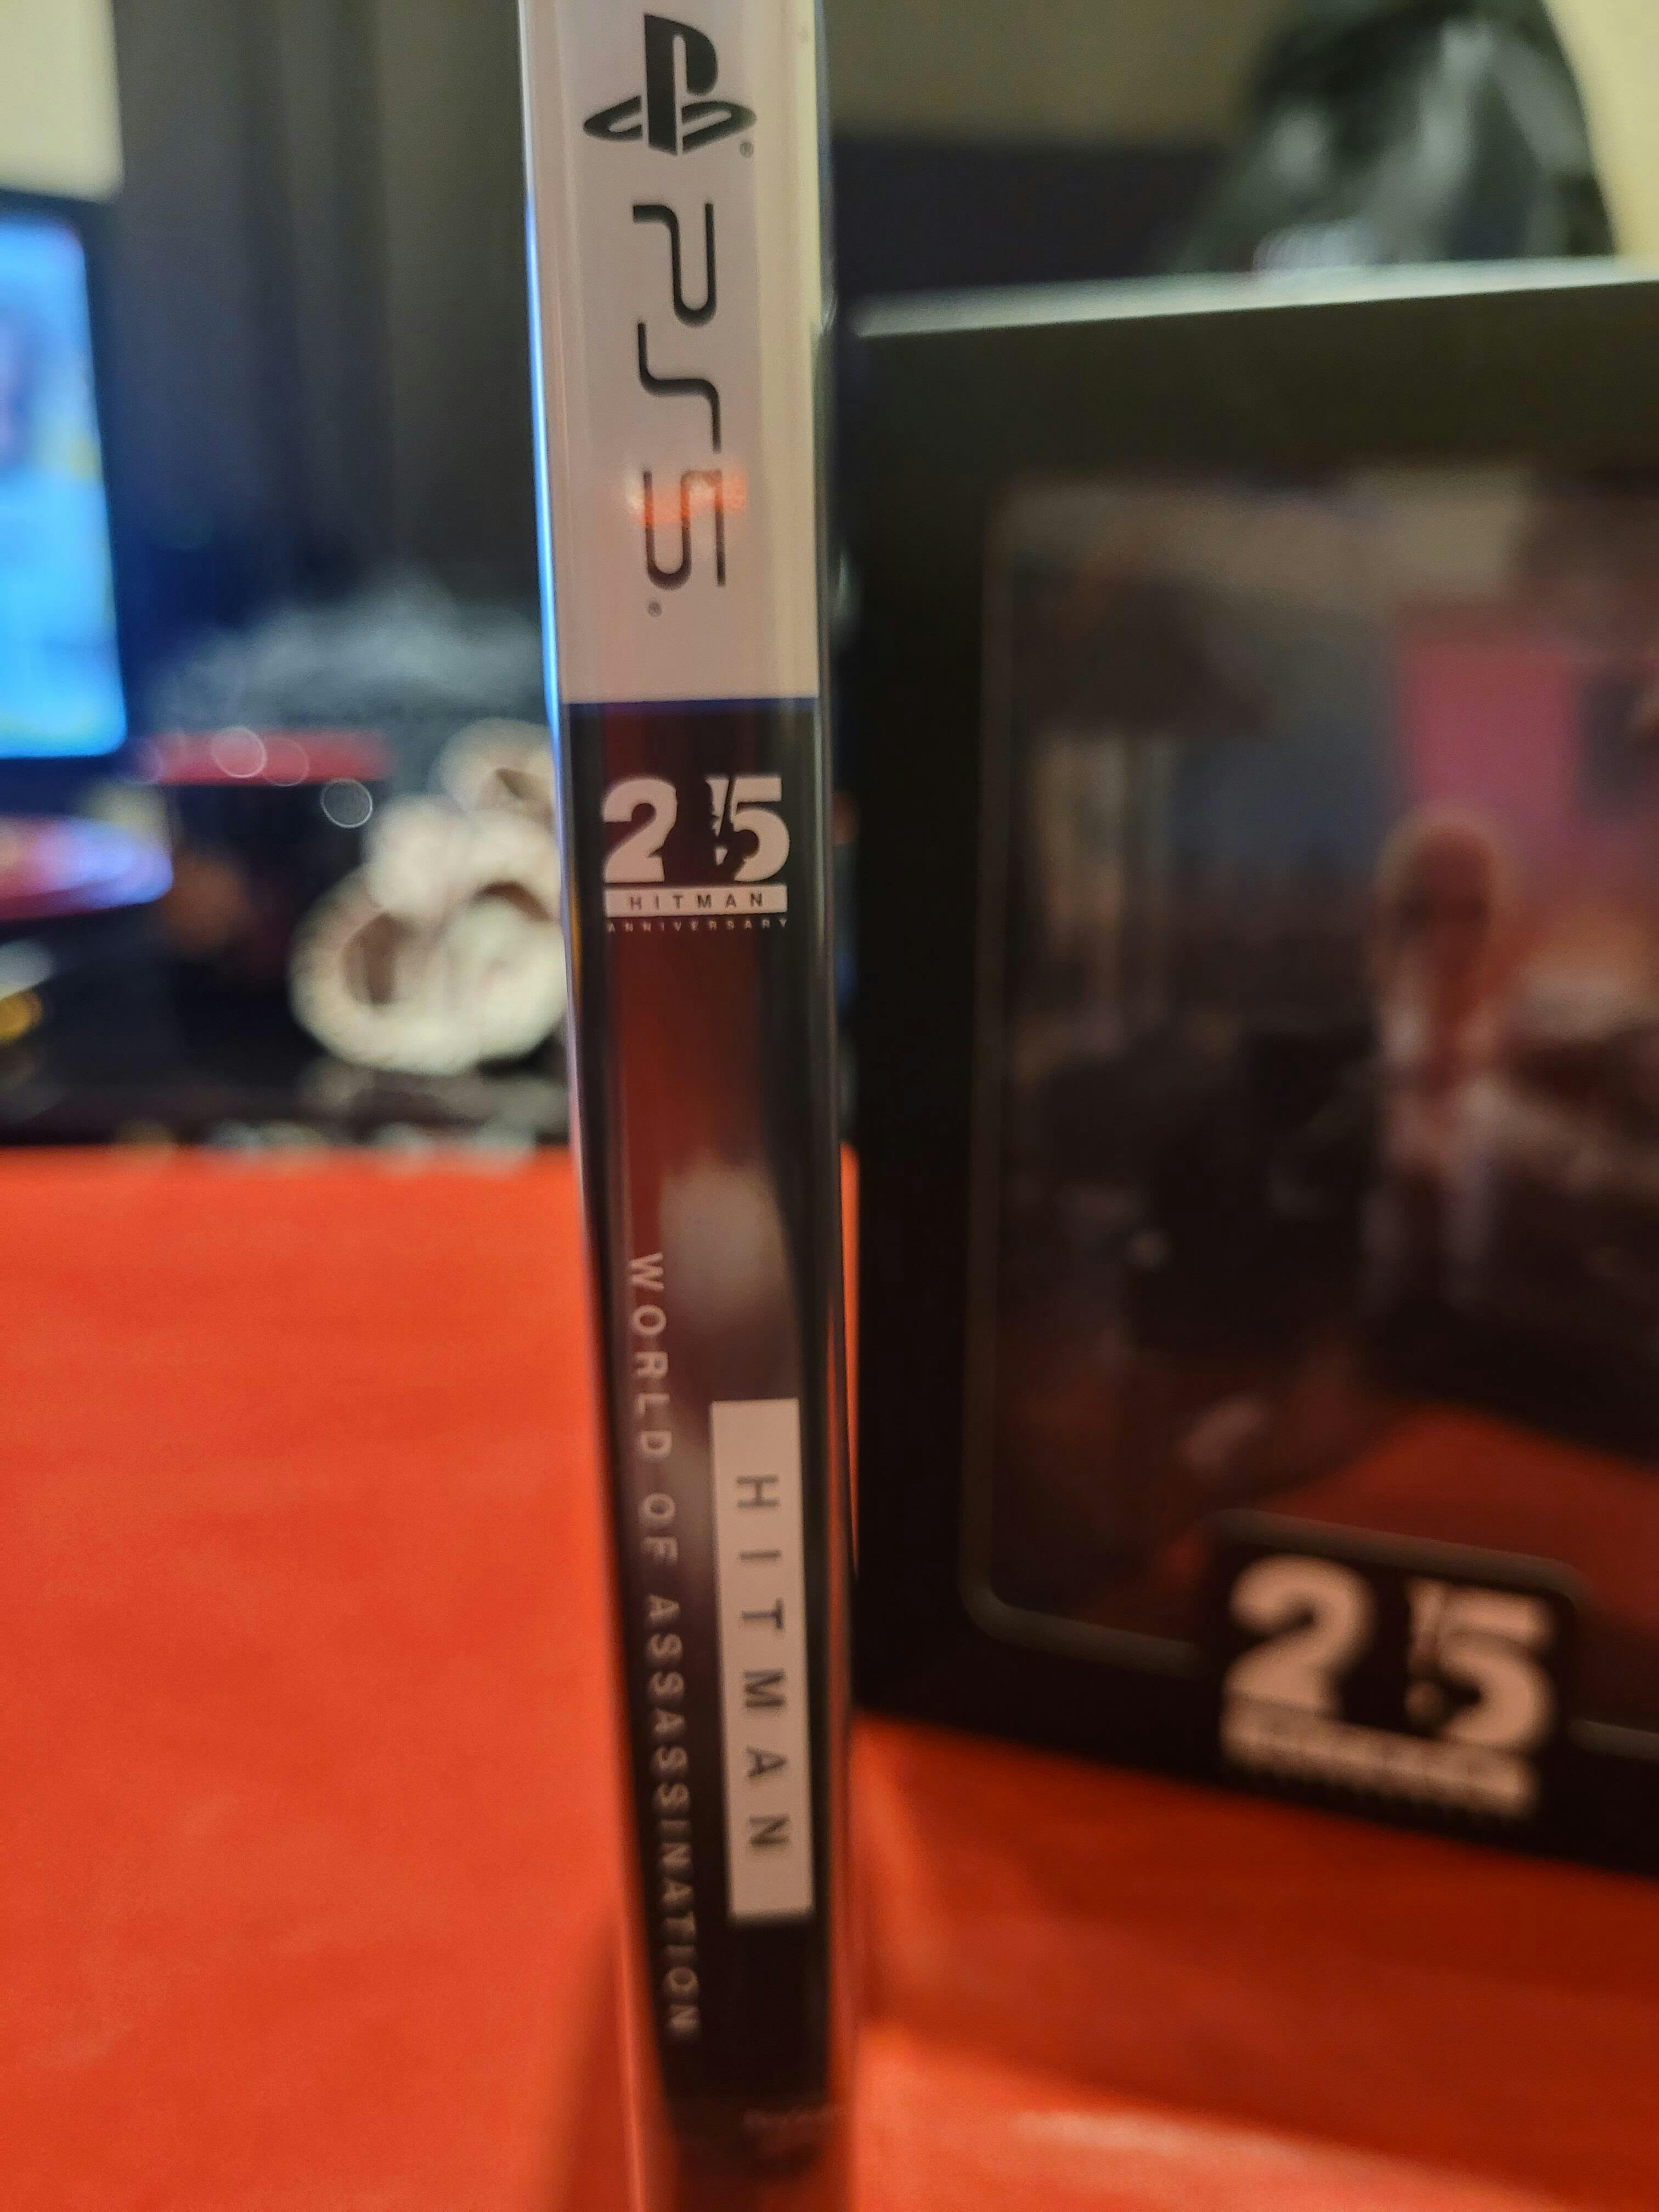 PS5
25
HITMAN
ANNIVERSARY
HITMAN
WORLD OF ASSASSINATION
25